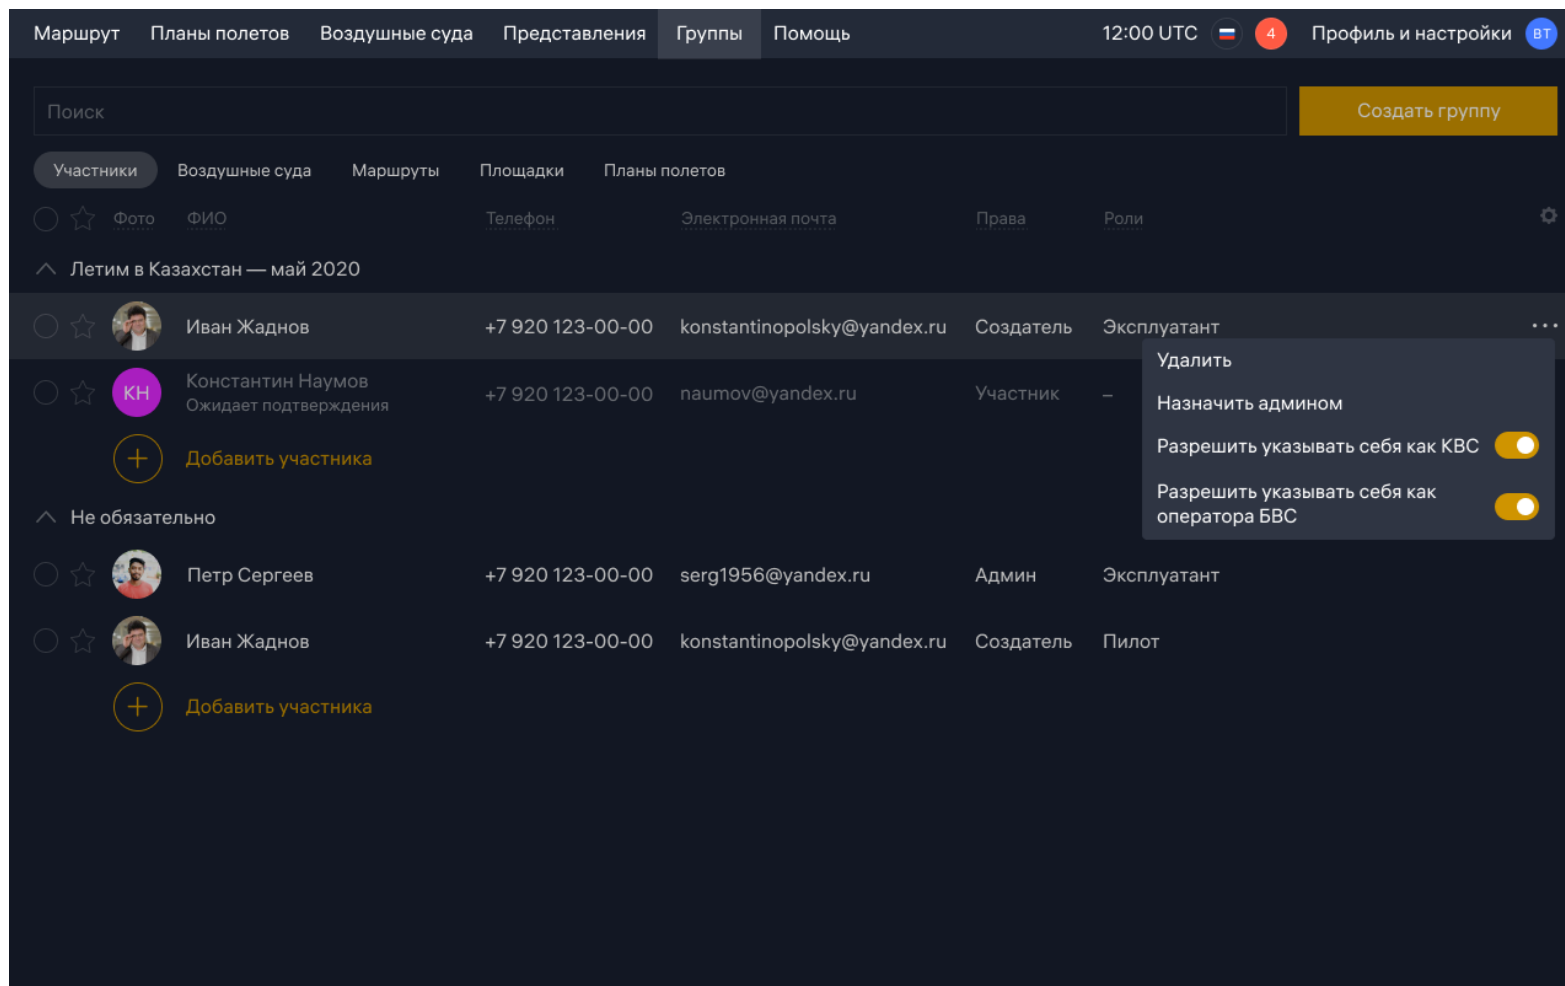 Маршрут Планы полетов Воздушные суда Представления Группы Помощь 12:00 UTC 4 Профиль и настройки ВТ
Поиск Создать группу
Участники Воздушные суда Маршруты Площадки Планы полетов
Фото ФИО Телефон Электронная почта Права Роли
Летим в Казахстан — май 2020
Иван Жаднов +7 920 123-00-00 konstantinopolsky@yandex.ru Создатель Эксплуатант ...
Удалить
КН Константин Наумов +7 920 123-00-00 naumov@yandex.ru Участник –
Ожидает подтверждения
Назначить админом
Разрешить указывать себя как КВС
Добавить участника
Разрешить указывать себя как
оператора БВС
Не обязательно
Петр Сергеев +7 920 123-00-00 serg1956@yandex.ru Админ Эксплуатант
Иван Жаднов +7 920 123-00-00 konstantinopolsky@yandex.ru Создатель Пилот
Добавить участника